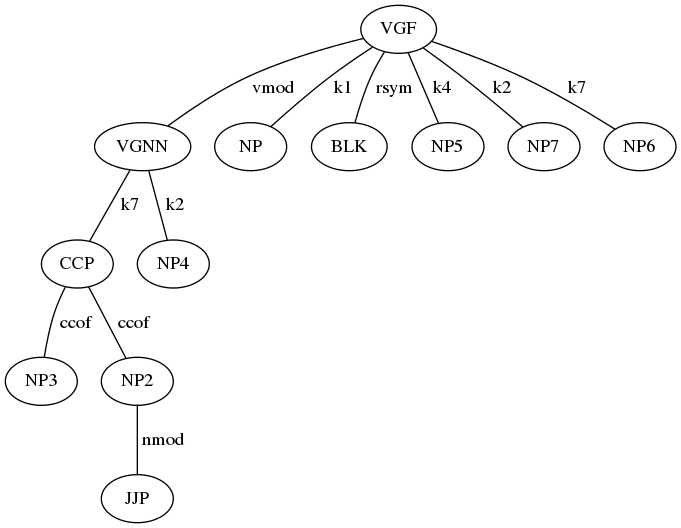 VGF
vmod k1 rsym k4 k2 k7
VGNN NP BLK NP5 NP7 NP6
k7 k2
CCP NP4
ccof ccof
NP3 NP2
nmod
JJP